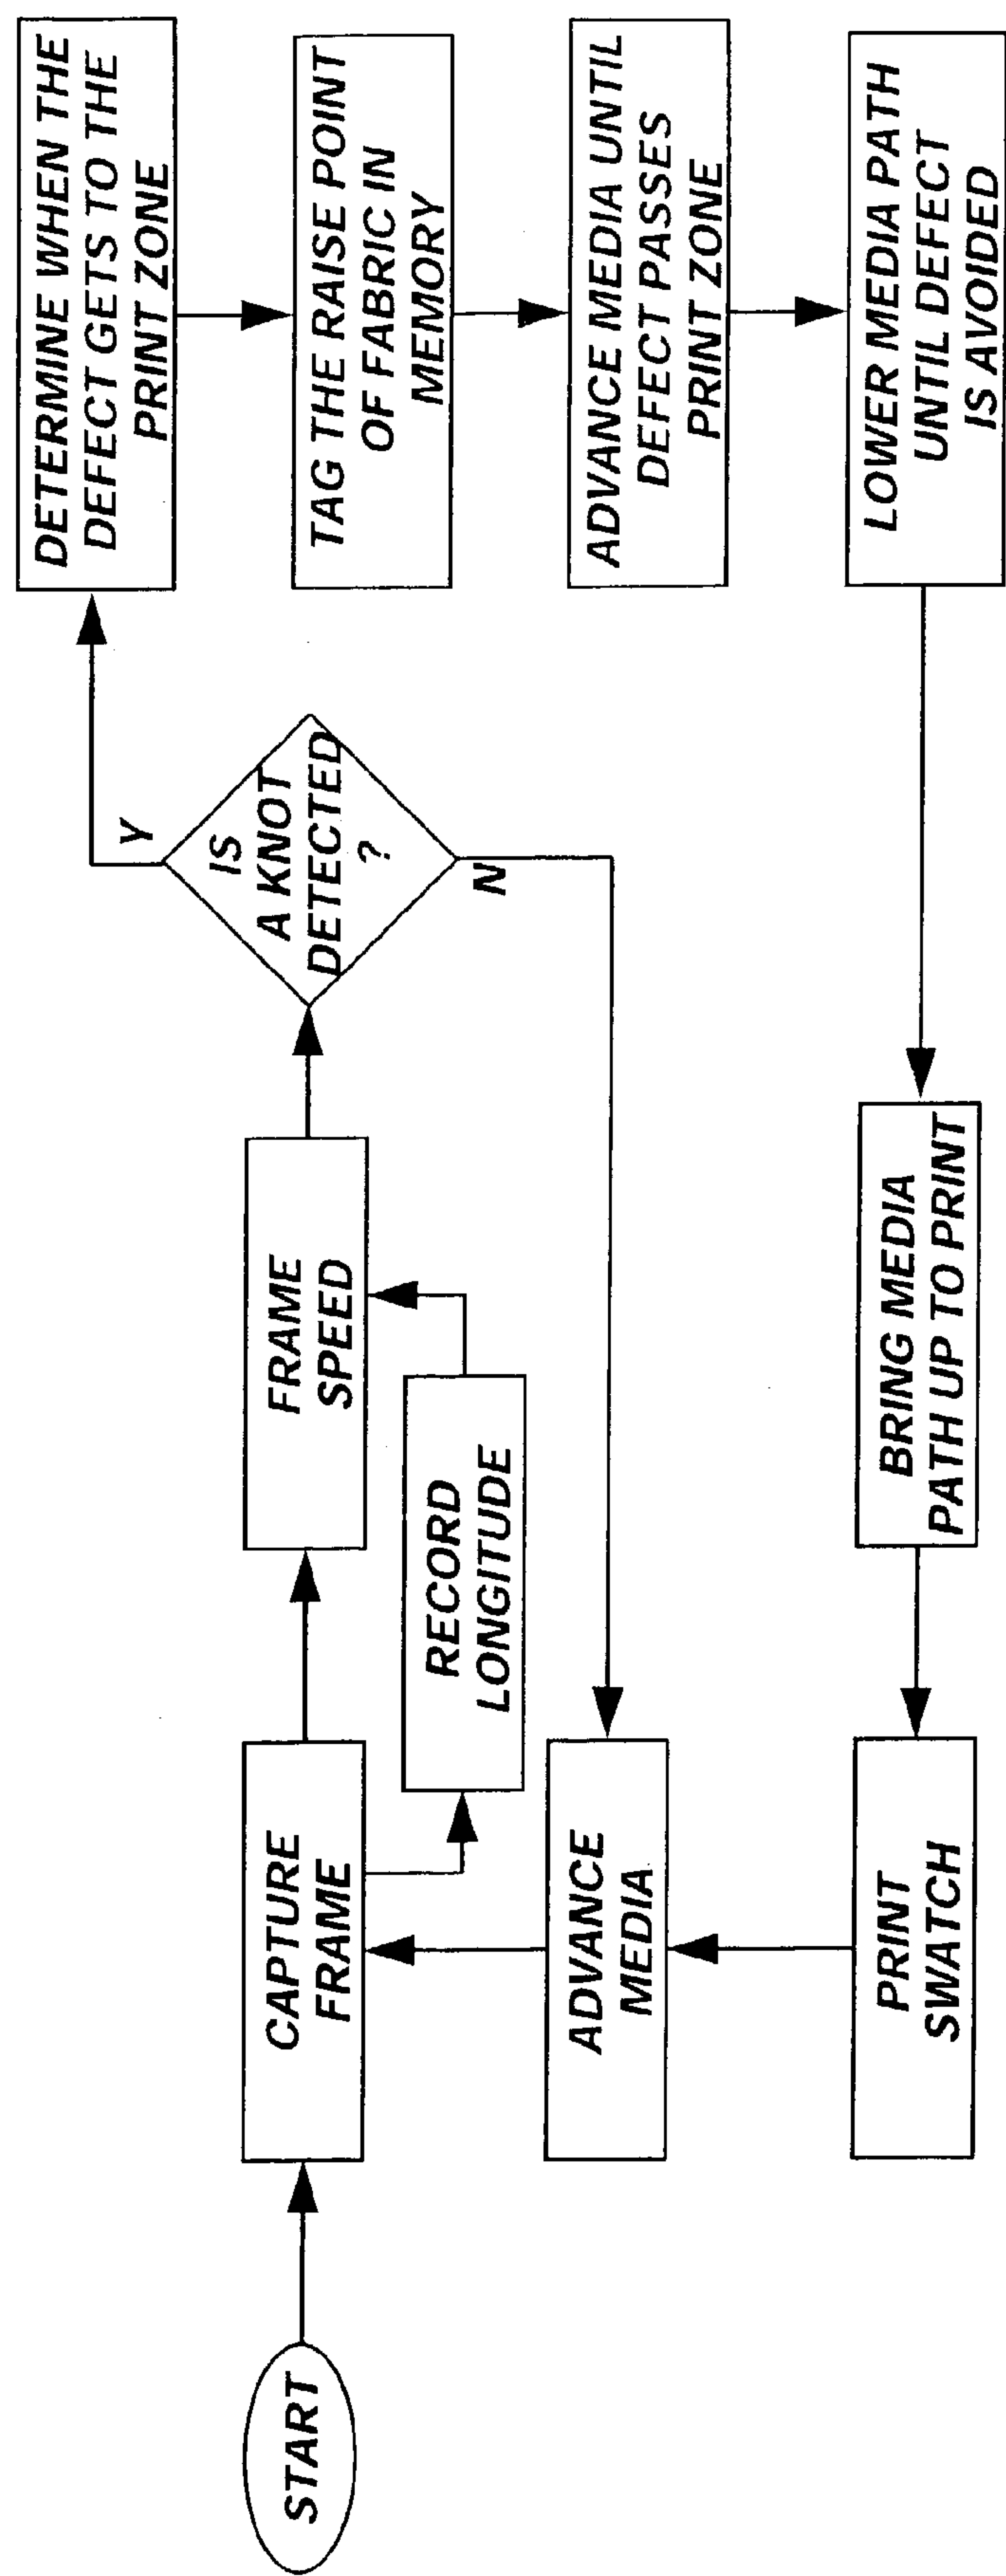 START
CAPTURE
FRAME
RECORD
LONGITUDE
FRAME
SPEED
IS
A KNOT
DETECTED
?
Y
N
DETERMINE WHEN THE
DEFECT GETS TO THE
PRINT ZONE
TAG THE RAISE POINT
OF FABRIC IN
MEMORY
ADVANCE MEDIA UNTIL
DEFECT PASSES
PRINT ZONE
LOWER MEDIA PATH
UNTIL DEFECT
IS AVOIDED
BRING MEDIA
PATH UP TO PRINT
PRINT
SWATCH
ADVANCE
MEDIA